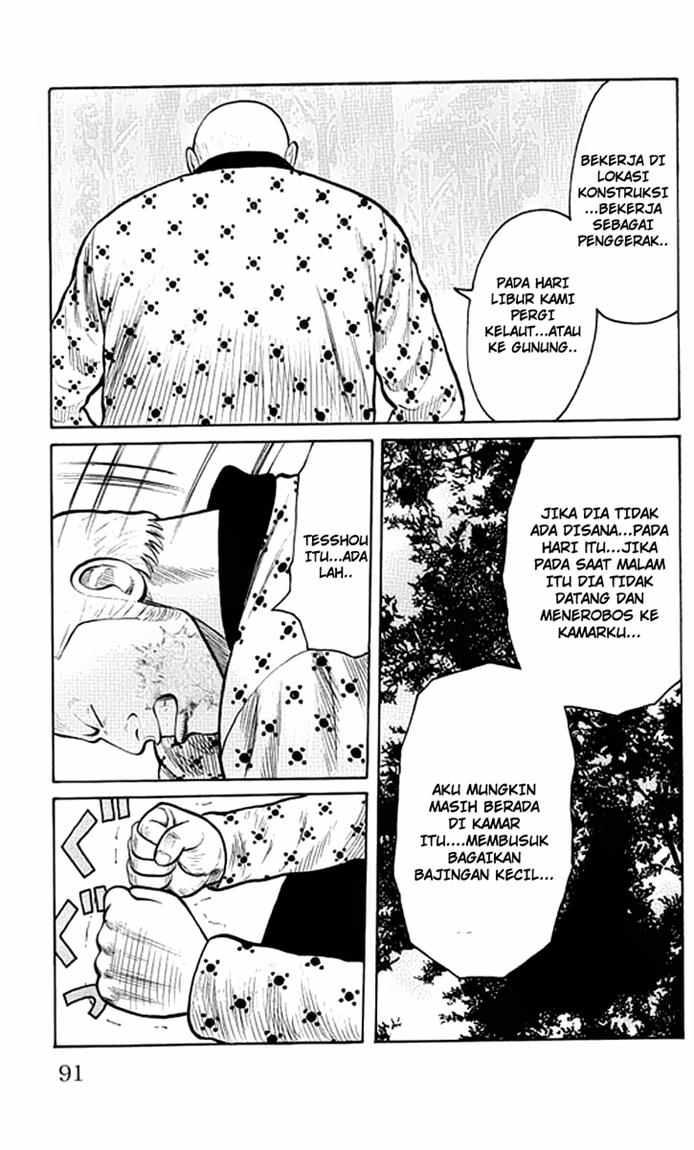 BEKERJA DI
LOKASI
KONSTRUKSI
...BEKERJA
SEBAGAI
PENGGERAK..
PADA HARI
LIBUR KAMI
PERGI
KELAUT...ATAU
KE GUNUNG..
JIKA DIA TIDAK
ADA DISANA...PADA
HARI ITU...JIKA
PADA SAAT MALAM
ITU DIA TIDAK
DATANG DAN
MENEROBOS KE
KAMARKU...
AKU MUNGKIN
MASIH BERADA
DI KAMAR
ITU....MEMBUSUK
BAGAIKAN
BAJINGAN KECIL...
TESSHOU
ITU...ADA
LAH..
91